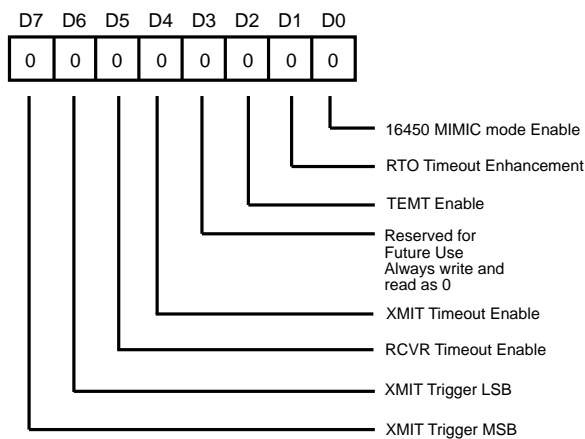 D7 D6 D5 D4 D3 D2 D1 D0
0 0 0 0 0 0 0 0
16450 MIMIC mode Enable
RTO Timeout Enhancement
TEMT Enable
Reserved for
Future Use
Always write and
read as 0
XMIT Timeout Enable
RCVR Timeout Enable
XMIT Trigger LSB
XMIT Trigger MSB